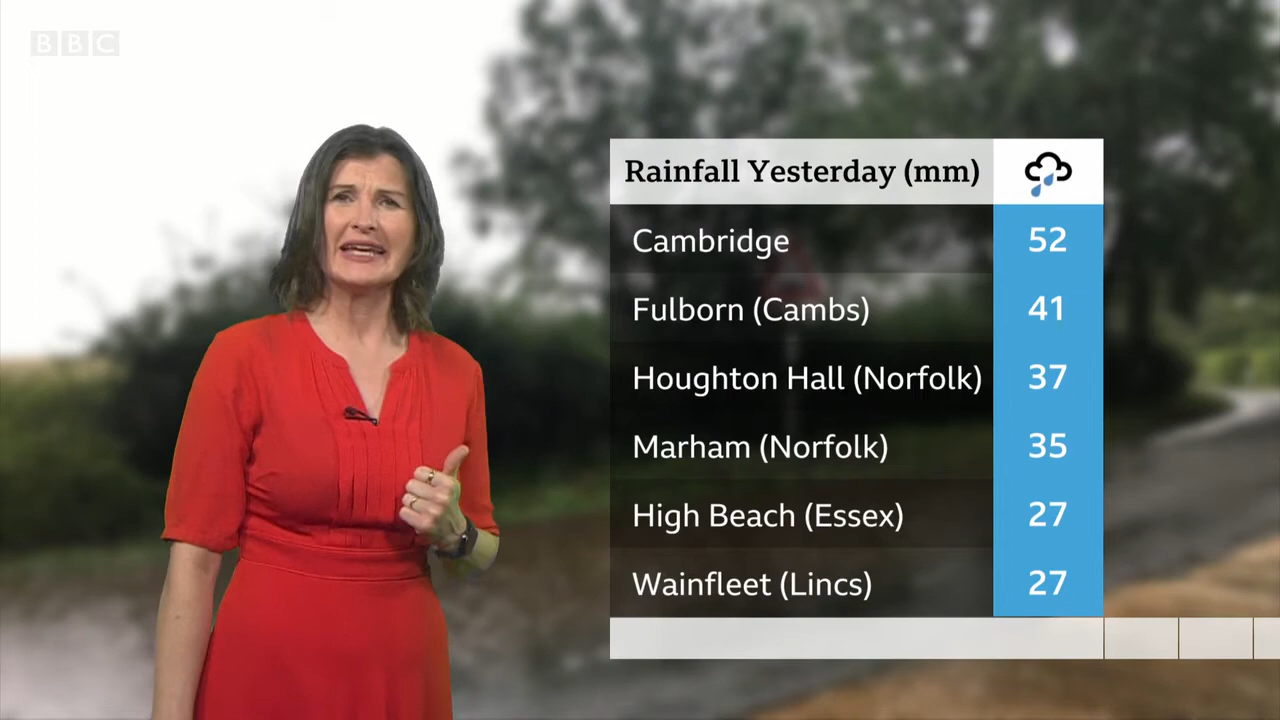 BBC
Rainfall Yesterday (mm)
Cambridge 52
Fulborn (Cambs) 41
Houghton Hall (Norfolk) 37
Marham (Norfolk) 35
High Beach (Essex) 27
Wainfleet (Lincs) 27